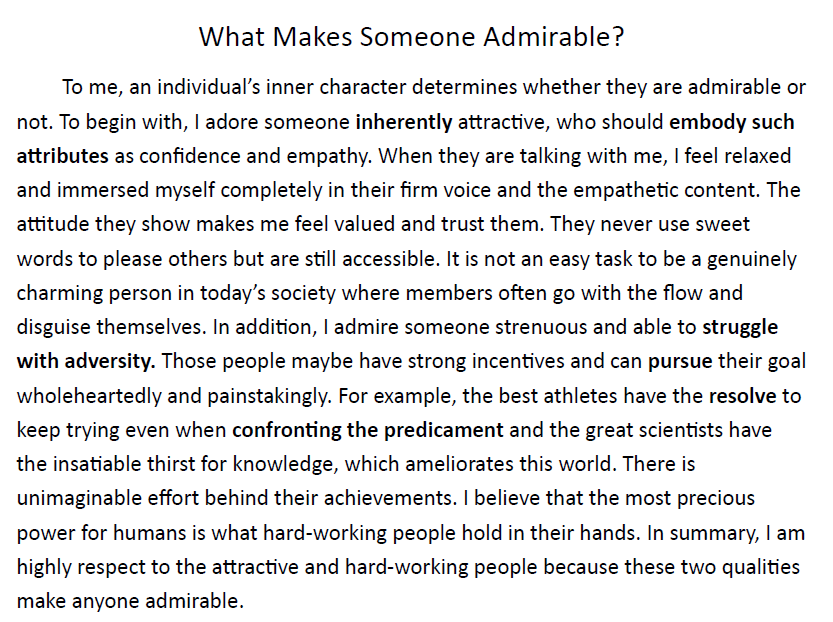 What Makes Someone Admirable?
To me, an individual’s inner character determines whether they are admirable or
not. To begin with, I adore someone inherently attractive, who should embody such
attributes as confidence and empathy. When they are talking with me, I feel relaxed
and immersed myself completely in their firm voice and the empathetic content. The
attitude they show makes me feel valued and trust them. They never use sweet
words to please others but are still accessible. It is not an easy task to be a genuinely
charming person in today’s society where members often go with the flow and
disguise themselves. In addition, I admire someone strenuous and able to struggle
with adversity. Those people maybe have strong incentives and can pursue their goal
wholeheartedly and painstakingly. For example, the best athletes have the resolve to
keep trying even when confronting the predicament and the great scientists have
the insatiable thirst for knowledge, which ameliorates this world. There is
unimaginable effort behind their achievements. I believe that the most precious
power for humans is what hard-working people hold in their hands. In summary, I am
highly respect to the attractive and hard-working people because these two qualities
make anyone admirable.